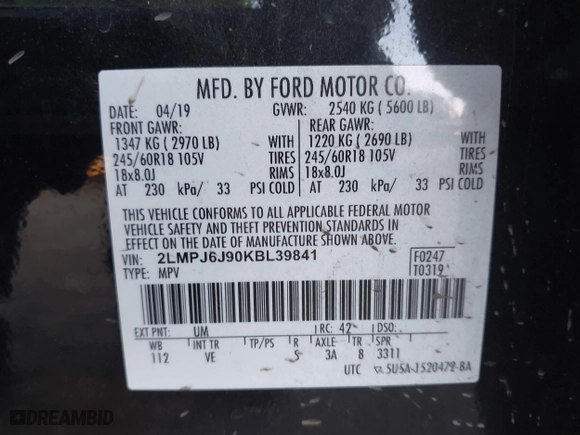 MFD. BY FORD MOTOR CO.
DATE: 04/19 GVWR: 2540 KG ( 5600 LB)
FRONT GAWR: REAR GAWR:
1347 KG ( 2970 LB) WITH 1220 KG ( 2690 LB) WITH
245/60R18 105V TIRES 245/60R18 105V TIRES
18x8.0J RIMS 18x8.0J RIMS
AT 230 kPa/ 33 PSI COLD AT 230 kPa/ 33 PSI COLD
THIS VEHICLE CONFORMS TO ALL APPLICABLE FEDERAL MOTOR
VEHICLE SAFETY AND THEFT PREVENTION STANDARDS IN
EFFECT ON THE DATE OF MANUFACTURE SHOWN ABOVE.
VIN: 2LMPJ6J90KBL39841 F0247
TYPE: MPV T0319
EXT PNT: UM RC: 42 DSO:
WB INT TR TP/PS R AXLE TR SPR
112 VE S 3A 8 3311
UTC 5U5A-1520472-BA
DREAMBID